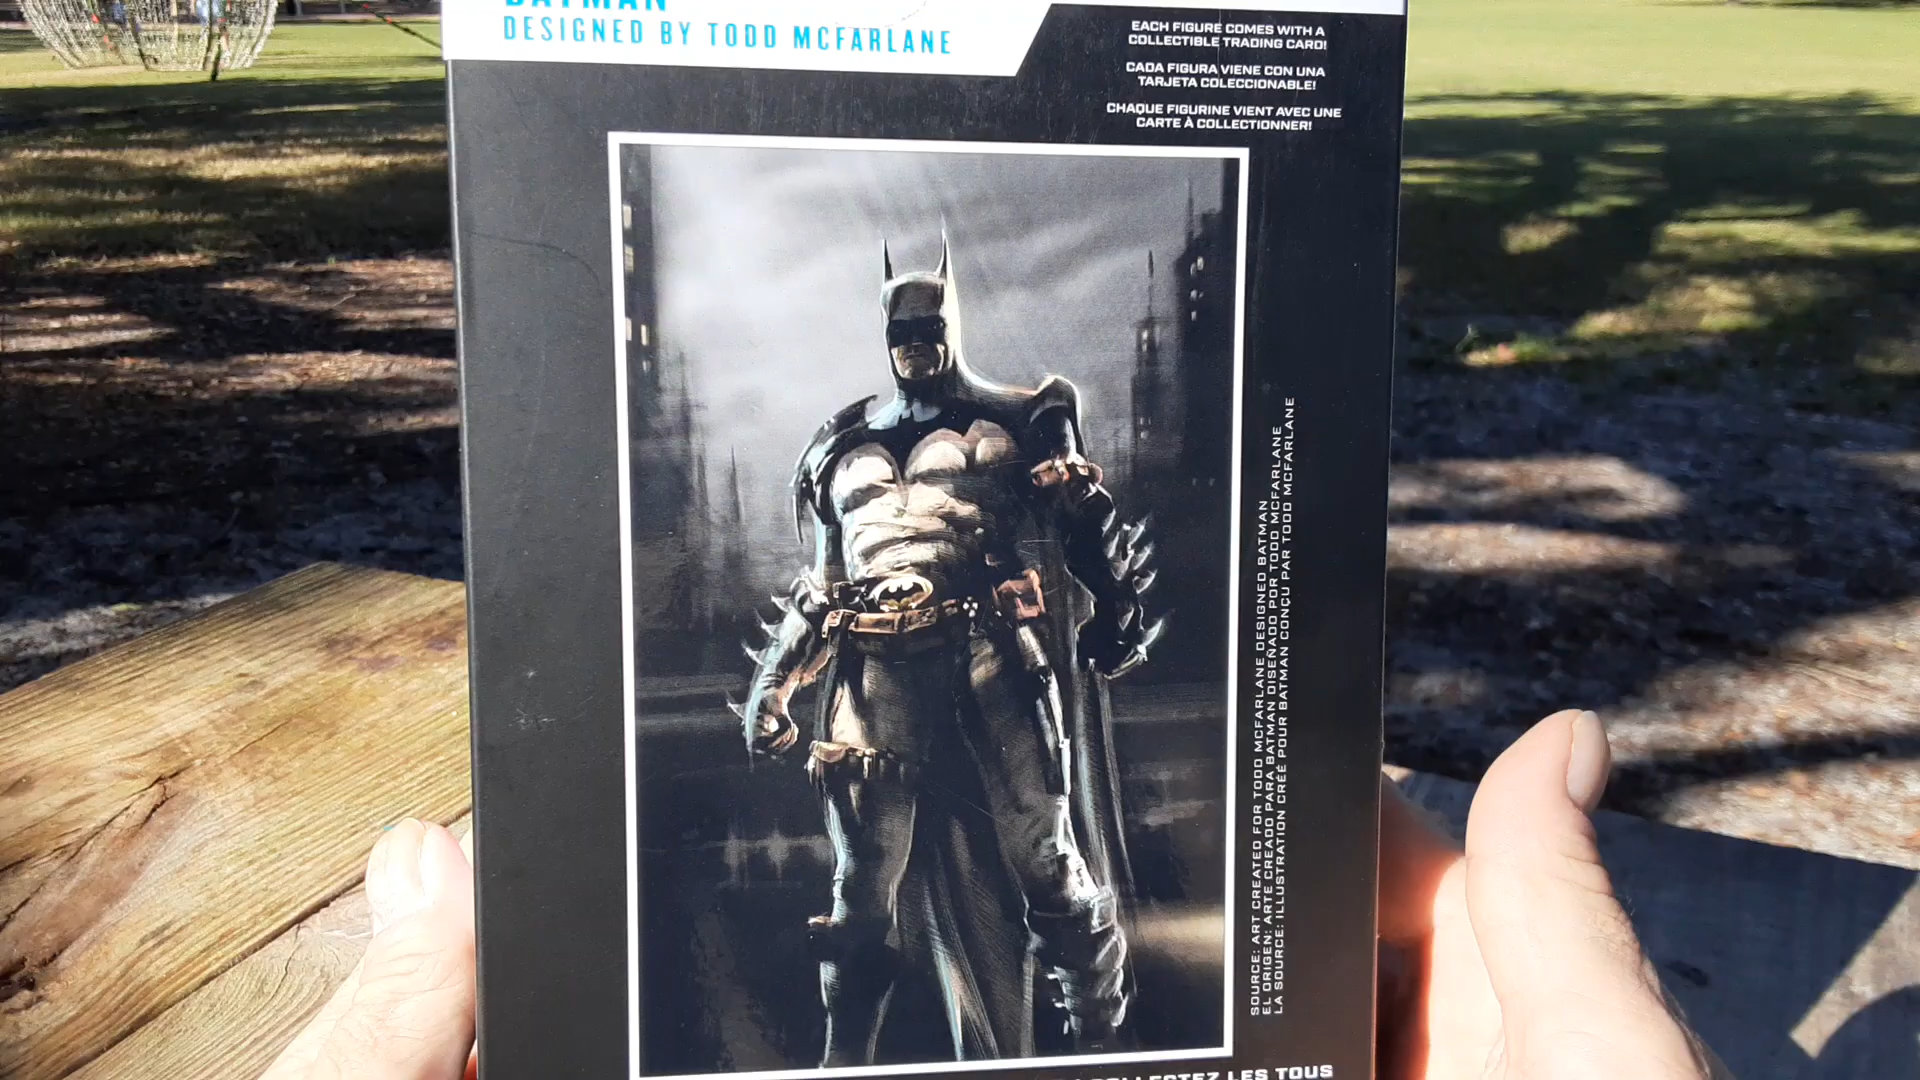 BATMAN
DESIGNED BY TODD MCFARLANE
EACH FIGURE COMES WITH A
COLLECTIBLE TRADING CARD!
CADA FIGURA VIENE CON UNA
TARJETA COLECCIONABLE!
CHAQUE FIGURINE VIENT AVEC UNE
CARTE À COLLECTIONNER!
SOURCE: ART CREATED FOR TODD MCFARLANE DESIGNED BATMAN
EL ORIGEN: ARTE CREADO PARA BATMAN DISEÑADO POR TODD MCFARLANE
LA SOURCE: ILLUSTRATION CRÉÉ POUR BATMAN CONÇU PAR TODD MCFARLANE
COLLECTEZ LES TOUS